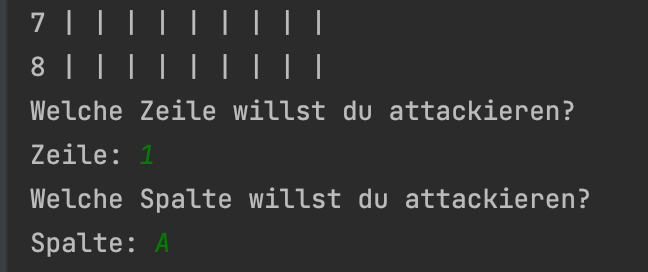 7 | | | | | | | | |
8 | | | | | | | | |
Welche Zeile willst du attackieren?
Zeile: 1
Welche Spalte willst du attackieren?
Spalte: A